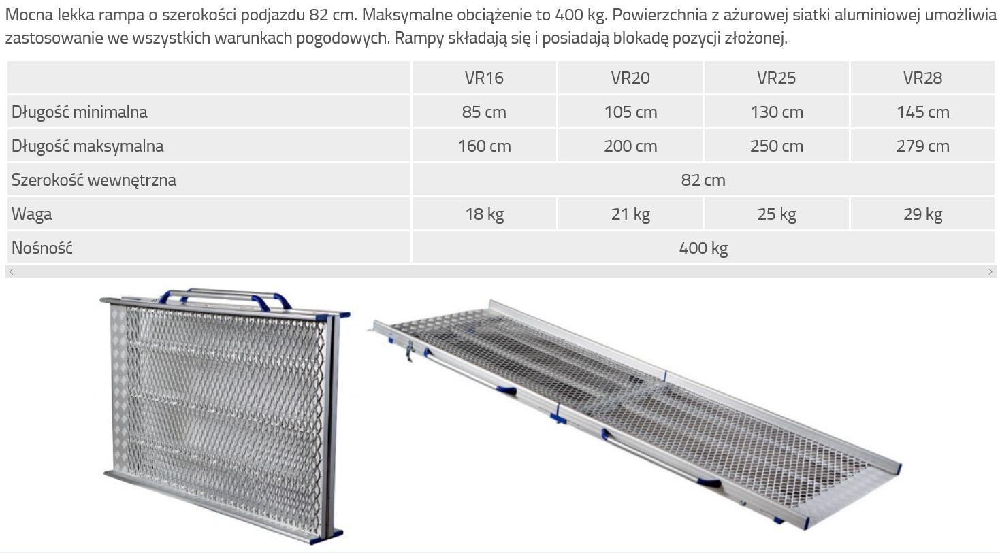 Mocna lekka rampa o szerokości podjazdu 82 cm. Maksymalne obciążenie to 400 kg. Powierzchnia z ażurowej siatki aluminiowej umożliwia
zastosowanie we wszystkich warunkach pogodowych. Rampy składają się i posiadają blokadę pozycji złożonej.
VR16 VR20 VR25 VR28
Długość minimalna 85 cm 105 cm 130 cm 145 cm
Długość maksymalna 160 cm 200 cm 250 cm 279 cm
Szerokość wewnętrzna 82 cm
Waga 18 kg 21 kg 25 kg 29 kg
Nośność 400 kg